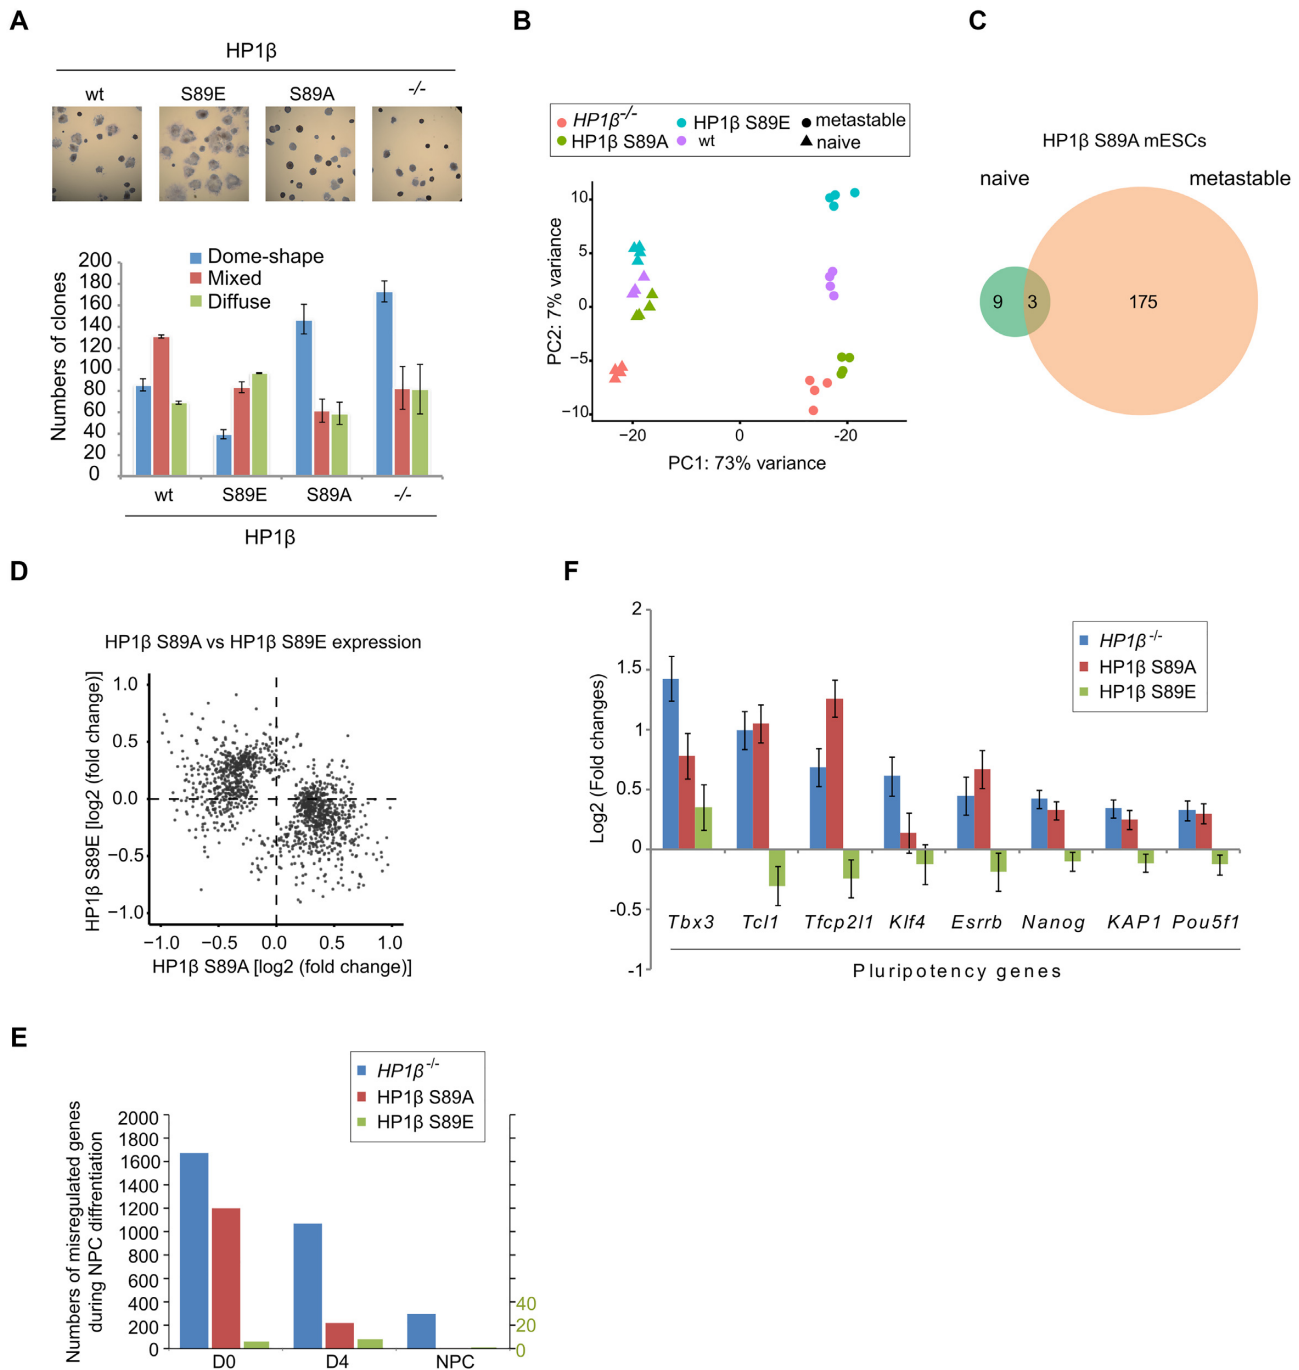 A
HP1β
wt
S89E
S89A
-/-
Dome-shape
Mixed
Diffuse
Numbers of clones
200
180
160
140
120
100
80
60
40
20
0
wt
S89E
S89A
-/-
HP1β
B
HP1β-/-
HP1β S89E
metastable
HP1β S89A
wt
naive
PC2: 7% variance
10
5
0
−5
−10
−20
0
-20
PC1: 73% variance
C
HP1β S89A mESCs
naive
metastable
9
3
175
D
HP1β S89A vs HP1β S89E expression
HP1β S89E [log2 (fold change)]
1.0
0.5
0.0
−0.5
−1.0
−1.0
−0.5
0.0
0.5
1.0
HP1β S89A [log2 (fold change)]
F
HP1β-/-
HP1β S89A
HP1β S89E
Log2 (Fold changes)
2
1.5
1
0.5
0
-0.5
-1
Tbx3
Tcl1
Tfcp2l1
Klf4
Esrrb
Nanog
KAP1
Pou5f1
Pluripotency genes
E
HP1β-/-
HP1β S89A
HP1β S89E
Numbers of misregulated genes
during NPC diffrentiation
2000
1800
1600
1400
1200
1000
800
600
400
200
0
40
20
0
D0
D4
NPC